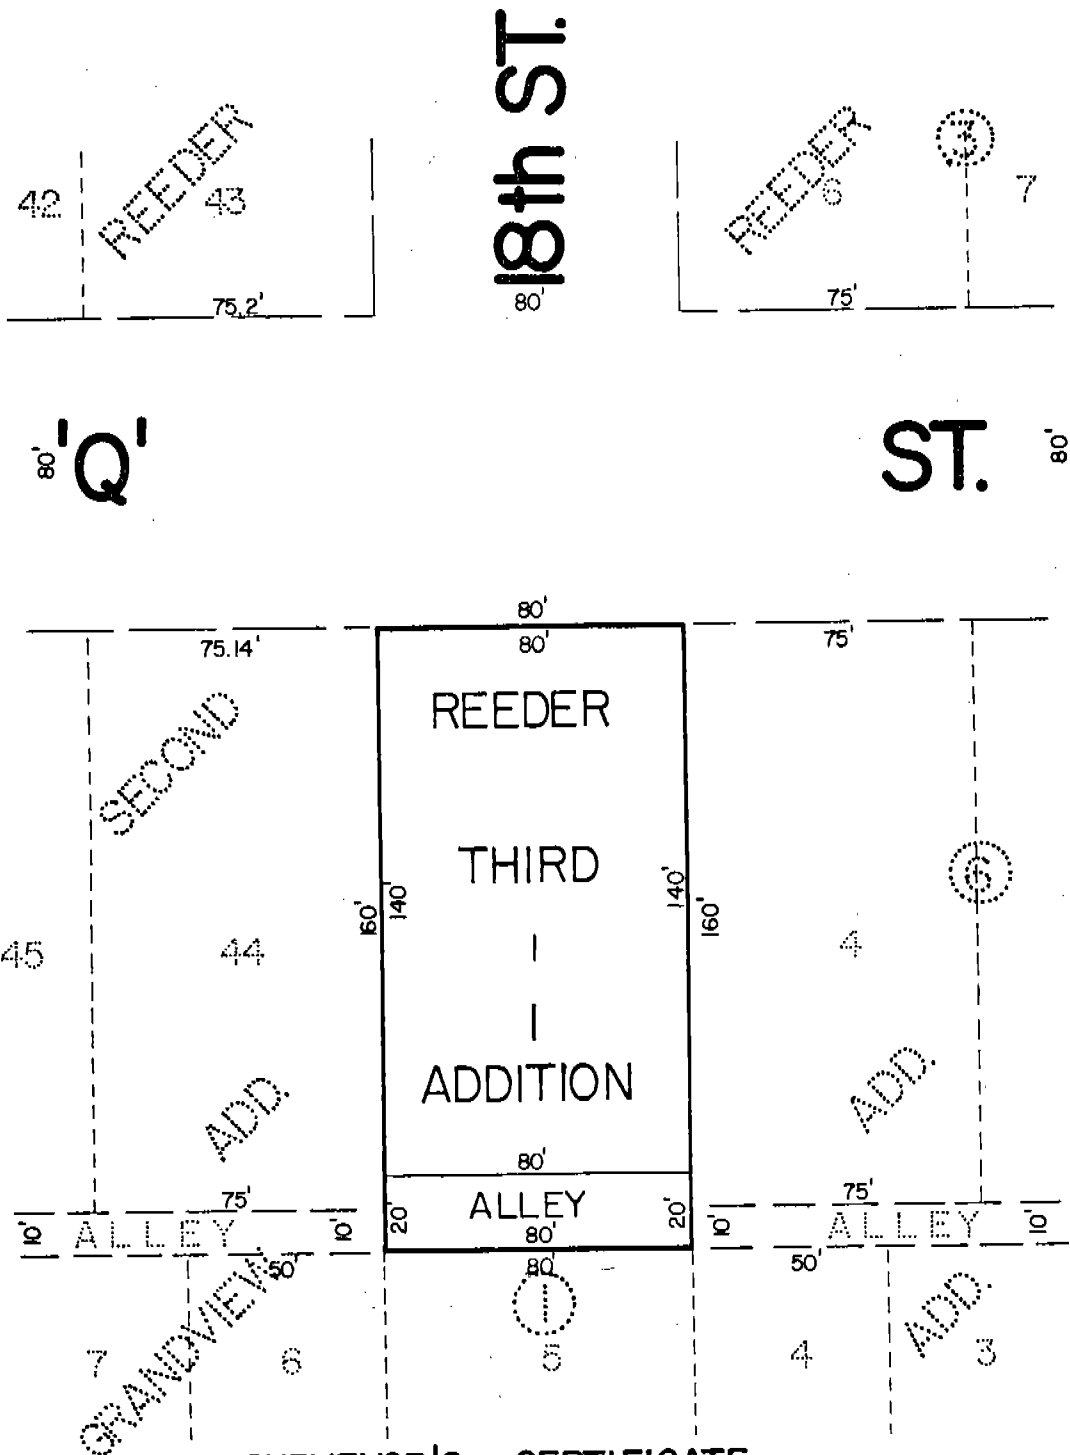 18th ST.
REEDER
REEDER
3
42
43
6
7
75.2'
80'
75'
80'
'Q'
ST.
80'
80'
75.14'
80'
75'
REEDER
SECOND
THIRD
6
160'
140'
140'
160'
45
44
4
ADDITION
ADD.
ADD.
80'
75'
ALLEY
75'
10'
ALLEY
10'
20'
20'
10'
ALLEY
10'
80'
50'
80'
50'
GRANDVIEW
1
ADD.
7
6
5
4
3
CERTIFICATE